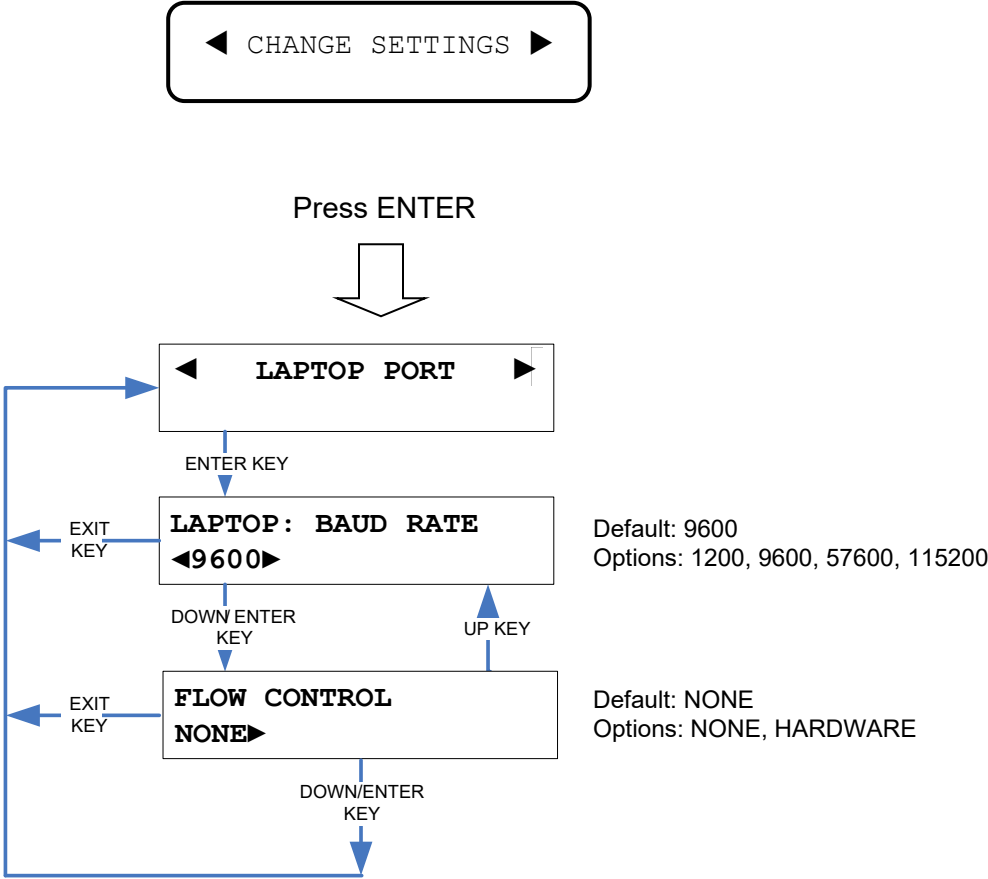 ◄ CHANGE SETTINGS ►
Press ENTER
◄ LAPTOP PORT ►
ENTER KEY
LAPTOP: BAUD RATE
◄9600►
EXIT
KEY
Default: 9600
Options: 1200, 9600, 57600, 115200
DOWN/ENTER
KEY
UP KEY
FLOW CONTROL
NONE►
EXIT
KEY
Default: NONE
Options: NONE, HARDWARE
DOWN/ENTER
KEY